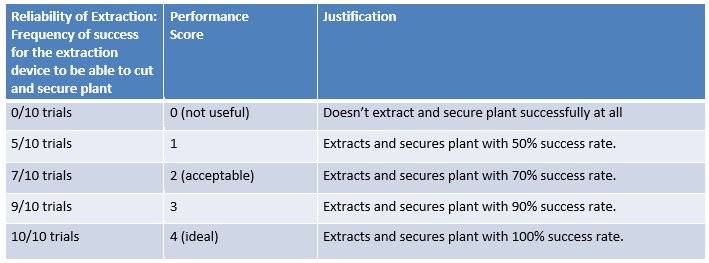 Reliability of Extraction: Performance Justification
Frequency of success Score
for the extraction
device to be able to cut
and secure plant
0/10 trials 0 (not useful) Doesn’t extract and secure plant successfully at all
5/10 trials 1 Extracts and secures plant with 50% success rate.
7/10 trials 2 (acceptable) Extracts and secures plant with 70% success rate.
9/10 trials 3 Extracts and secures plant with 90% success rate.
10/10 trials 4 (ideal) Extracts and secures plant with 100% success rate.